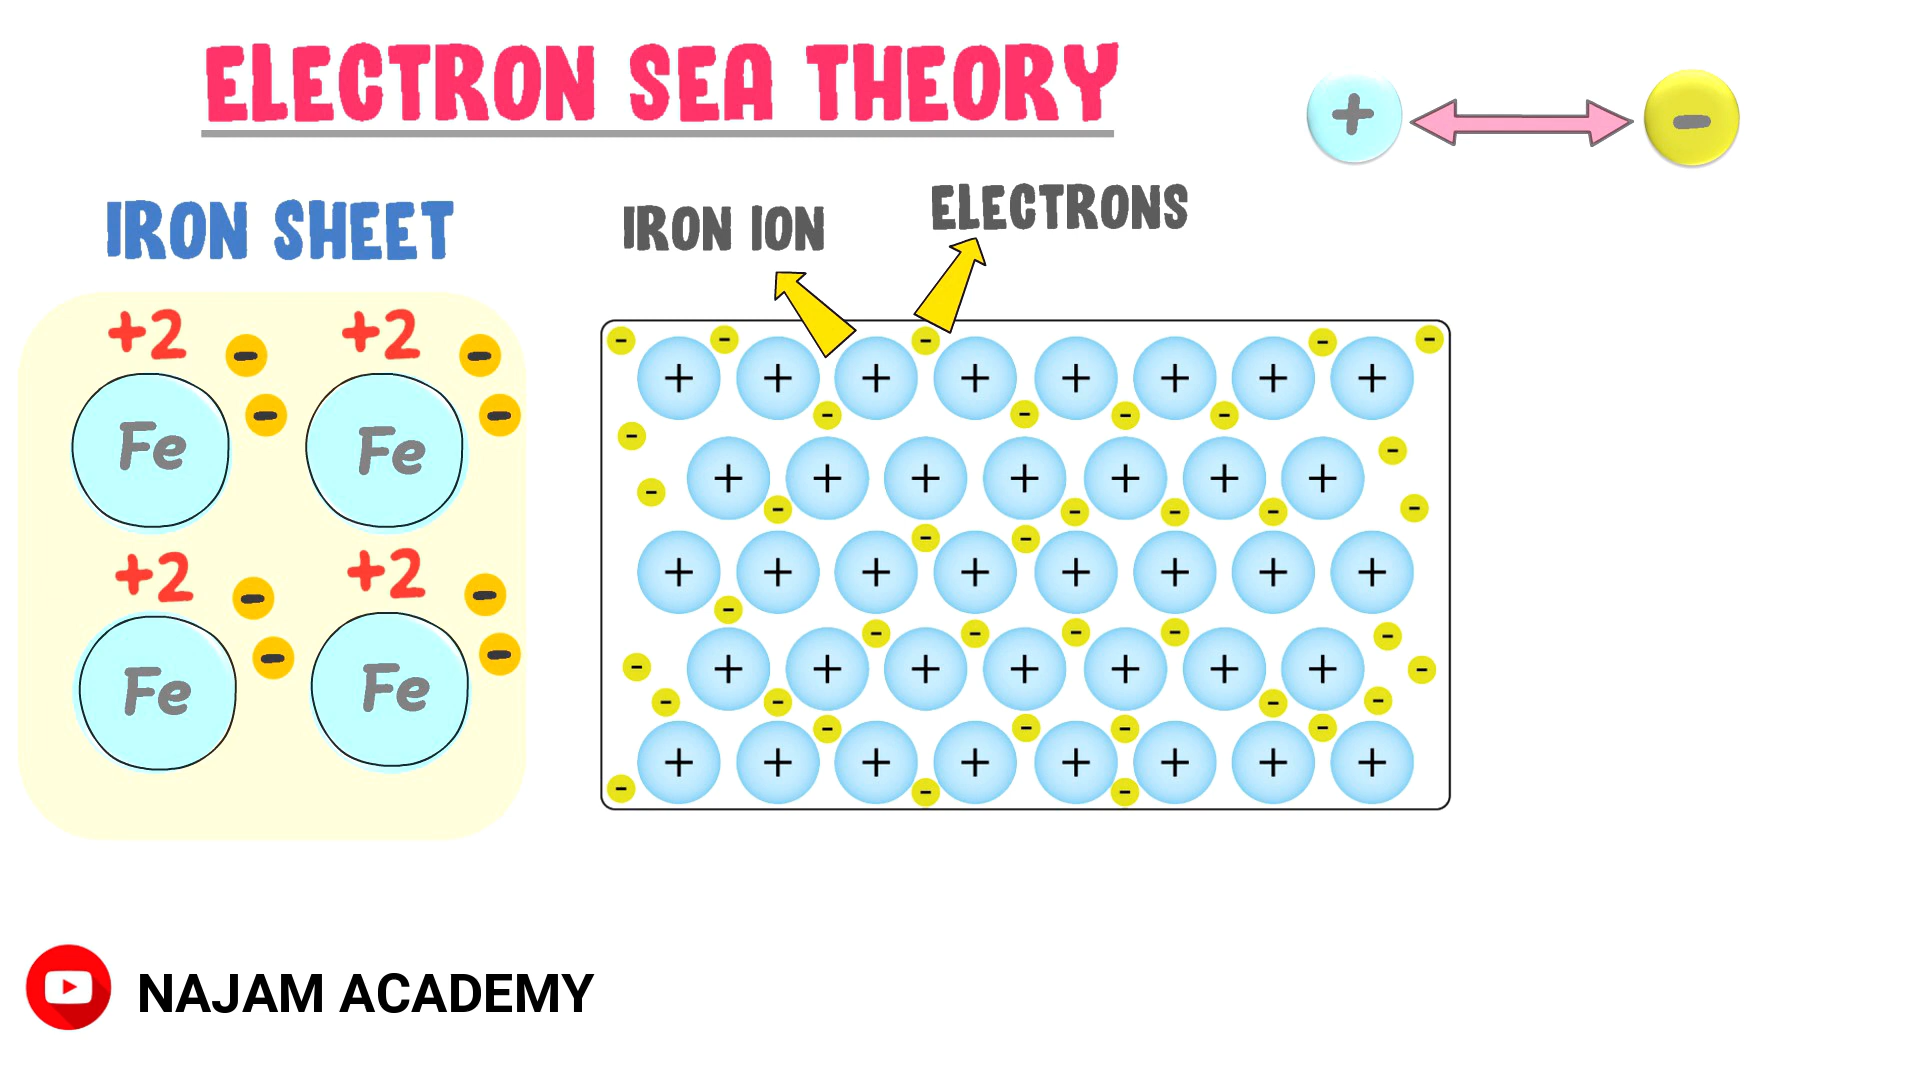 ELECTRON SEA THEORY
+ -
IRON SHEET
IRON ION
ELECTRONS
+2 - +2 -
- -
Fe Fe
+2 - +2 -
- -
Fe Fe
- - - - -
+ + + + + + + +
- - - -
- -
+ + + + + + +
- -
- - - -
- -
+ + + + + + + +
-
- - - - -
+ + + + + + +
- -
- - - -
- - - -
+ + + + + + + +
- - -
NAJAM ACADEMY